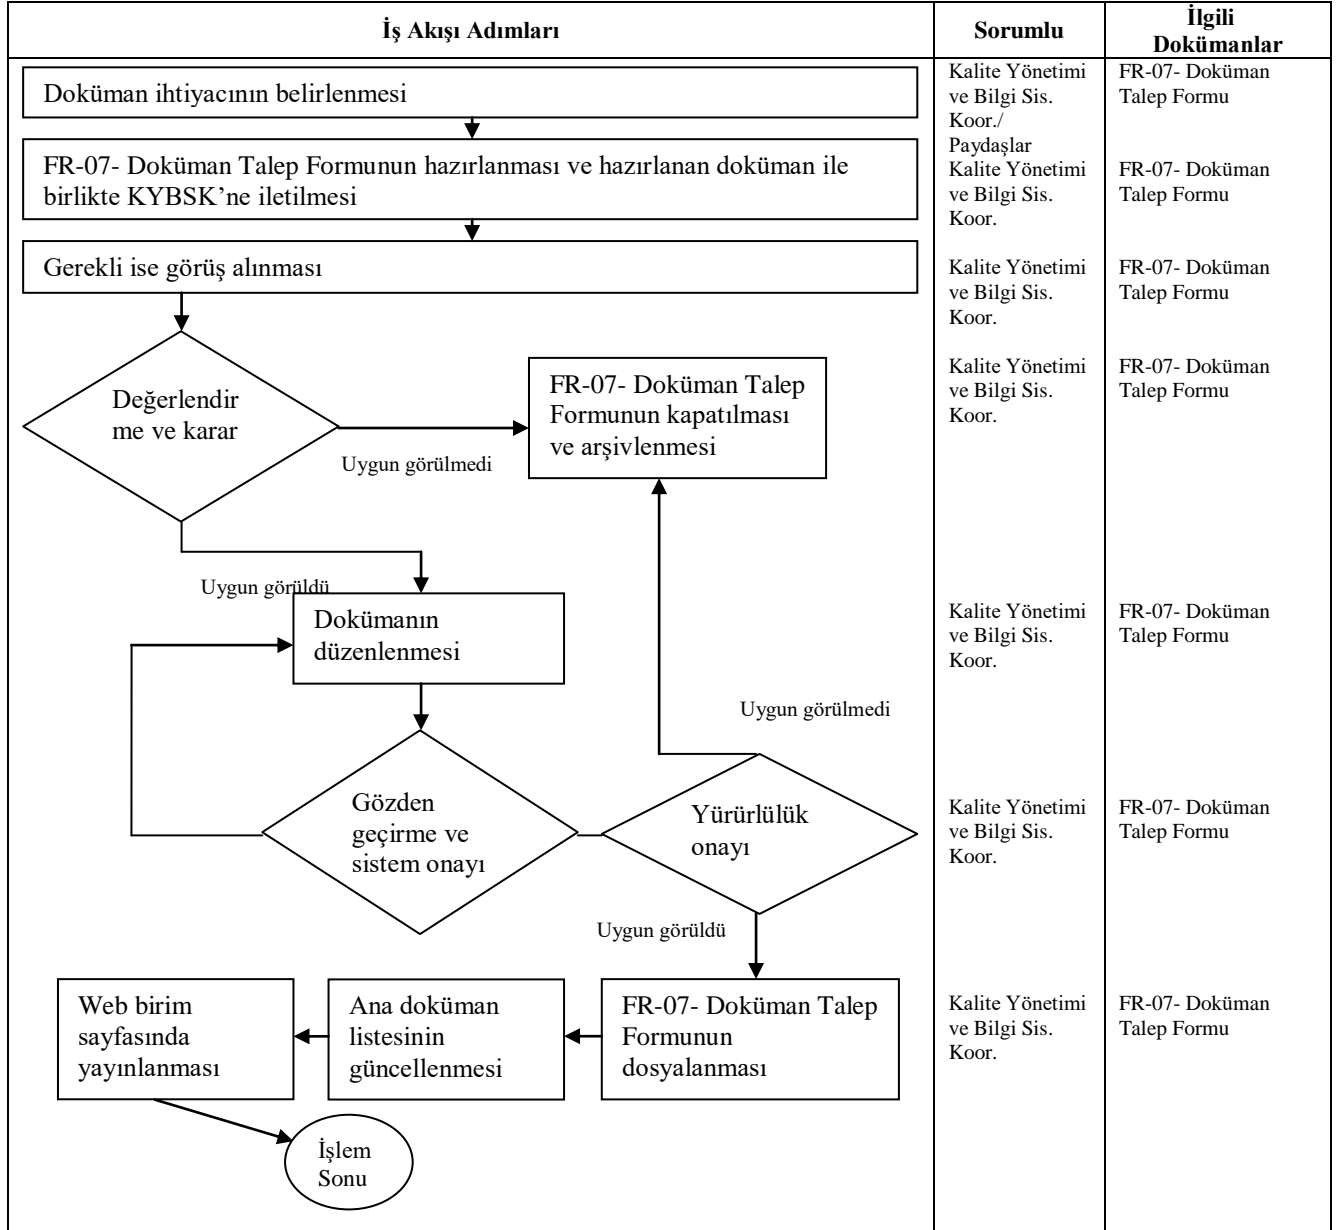 İş Akışı Adımları
Sorumlu
İlgili
Dokümanlar
Doküman ihtiyacının belirlenmesi
Kalite Yönetimi
ve Bilgi Sis.
Koor./
Paydaşlar
FR-07- Doküman
Talep Formu
FR-07- Doküman Talep Formunun hazırlanması ve hazırlanan doküman ile
birlikte KYBSK’ne iletilmesi
Kalite Yönetimi
ve Bilgi Sis.
Koor.
FR-07- Doküman
Talep Formu
Gerekli ise görüş alınması
Kalite Yönetimi
ve Bilgi Sis.
Koor.
FR-07- Doküman
Talep Formu
Değerlendir
me ve karar
Uygun görülmedi
FR-07- Doküman Talep
Formunun kapatılması
ve arşivlenmesi
Kalite Yönetimi
ve Bilgi Sis.
Koor.
FR-07- Doküman
Talep Formu
Uygun görüldü
Dokümanın
düzenlenmesi
Kalite Yönetimi
ve Bilgi Sis.
Koor.
FR-07- Doküman
Talep Formu
Uygun görülmedi
Gözden
geçirme ve
sistem onayı
Yürürlülük
onayı
Kalite Yönetimi
ve Bilgi Sis.
Koor.
FR-07- Doküman
Talep Formu
Uygun görüldü
Web birim
sayfasında
yayınlanması
Ana doküman
listesinin
güncellenmesi
FR-07- Doküman Talep
Formunun
dosyalanması
Kalite Yönetimi
ve Bilgi Sis.
Koor.
FR-07- Doküman
Talep Formu
İşlem
Sonu